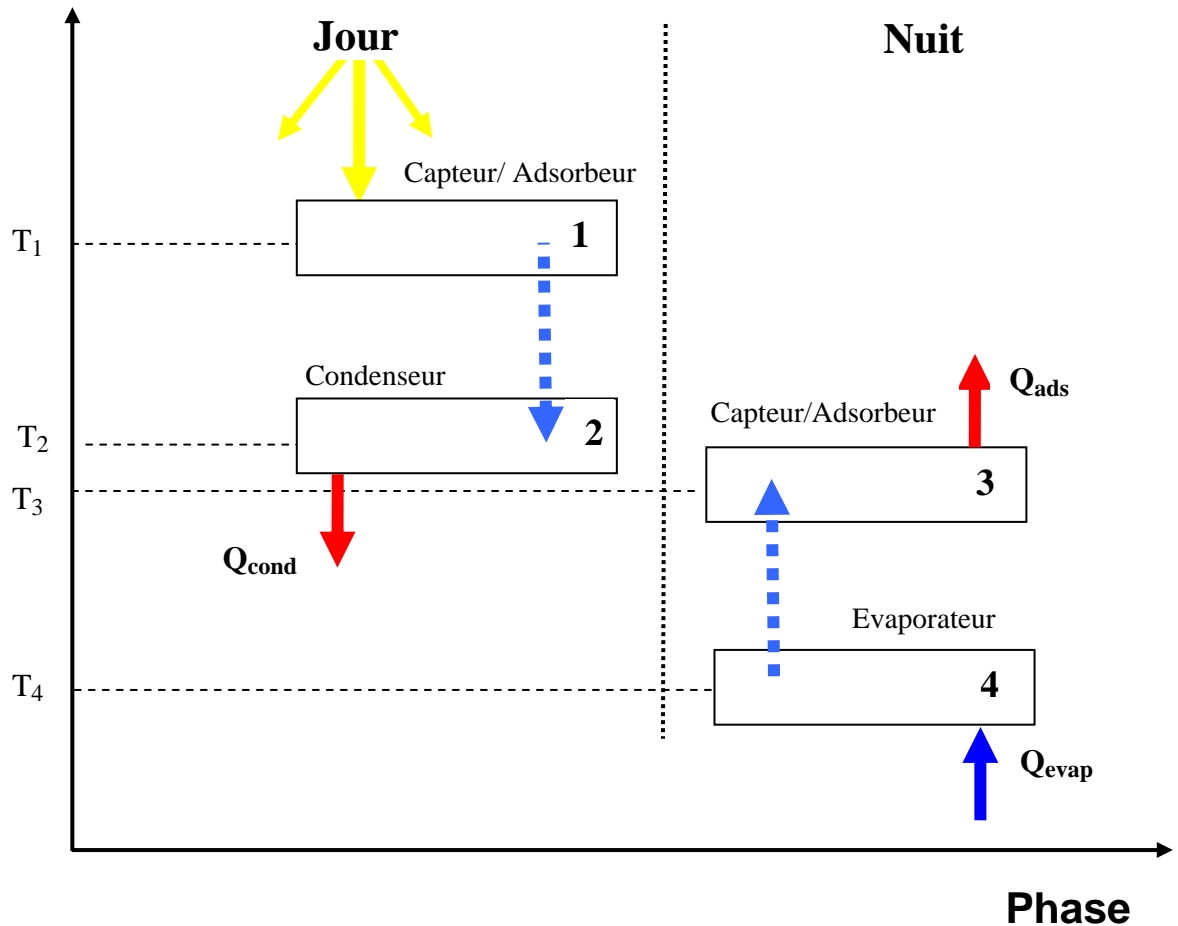 Jour
Nuit
Capteur/ Adsorbeur
T1
1
Condenseur
Qads
Capteur/Adsorbeur
T2
2
T3
3
Qcond
Evaporateur
T4
4
Qevap
Phase